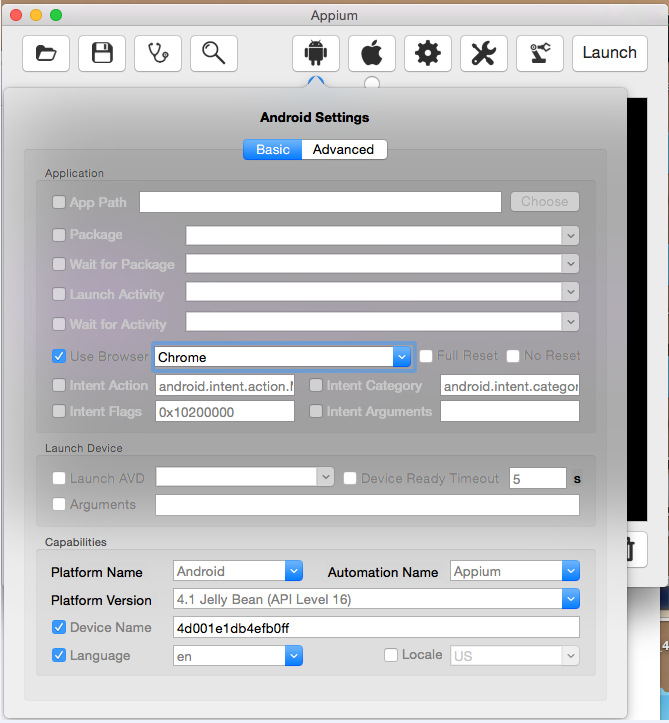 Appium
Launch
Android Settings
Basic Advanced
Application
App Path Choose
Package
Wait for Package
Launch Activity
Wait for Activity
Use Browser Chrome Full Reset No Reset
Intent Action android.intent.action.M Intent Category android.intent.categor
Intent Flags 0x10200000 Intent Arguments
Launch Device
Launch AVD Device Ready Timeout 5 s
Arguments
Capabilities
Platform Name Android Automation Name Appium
Platform Version 4.1 Jelly Bean (API Level 16)
Device Name 4d001e1db4efb0ff
Language en Locale US